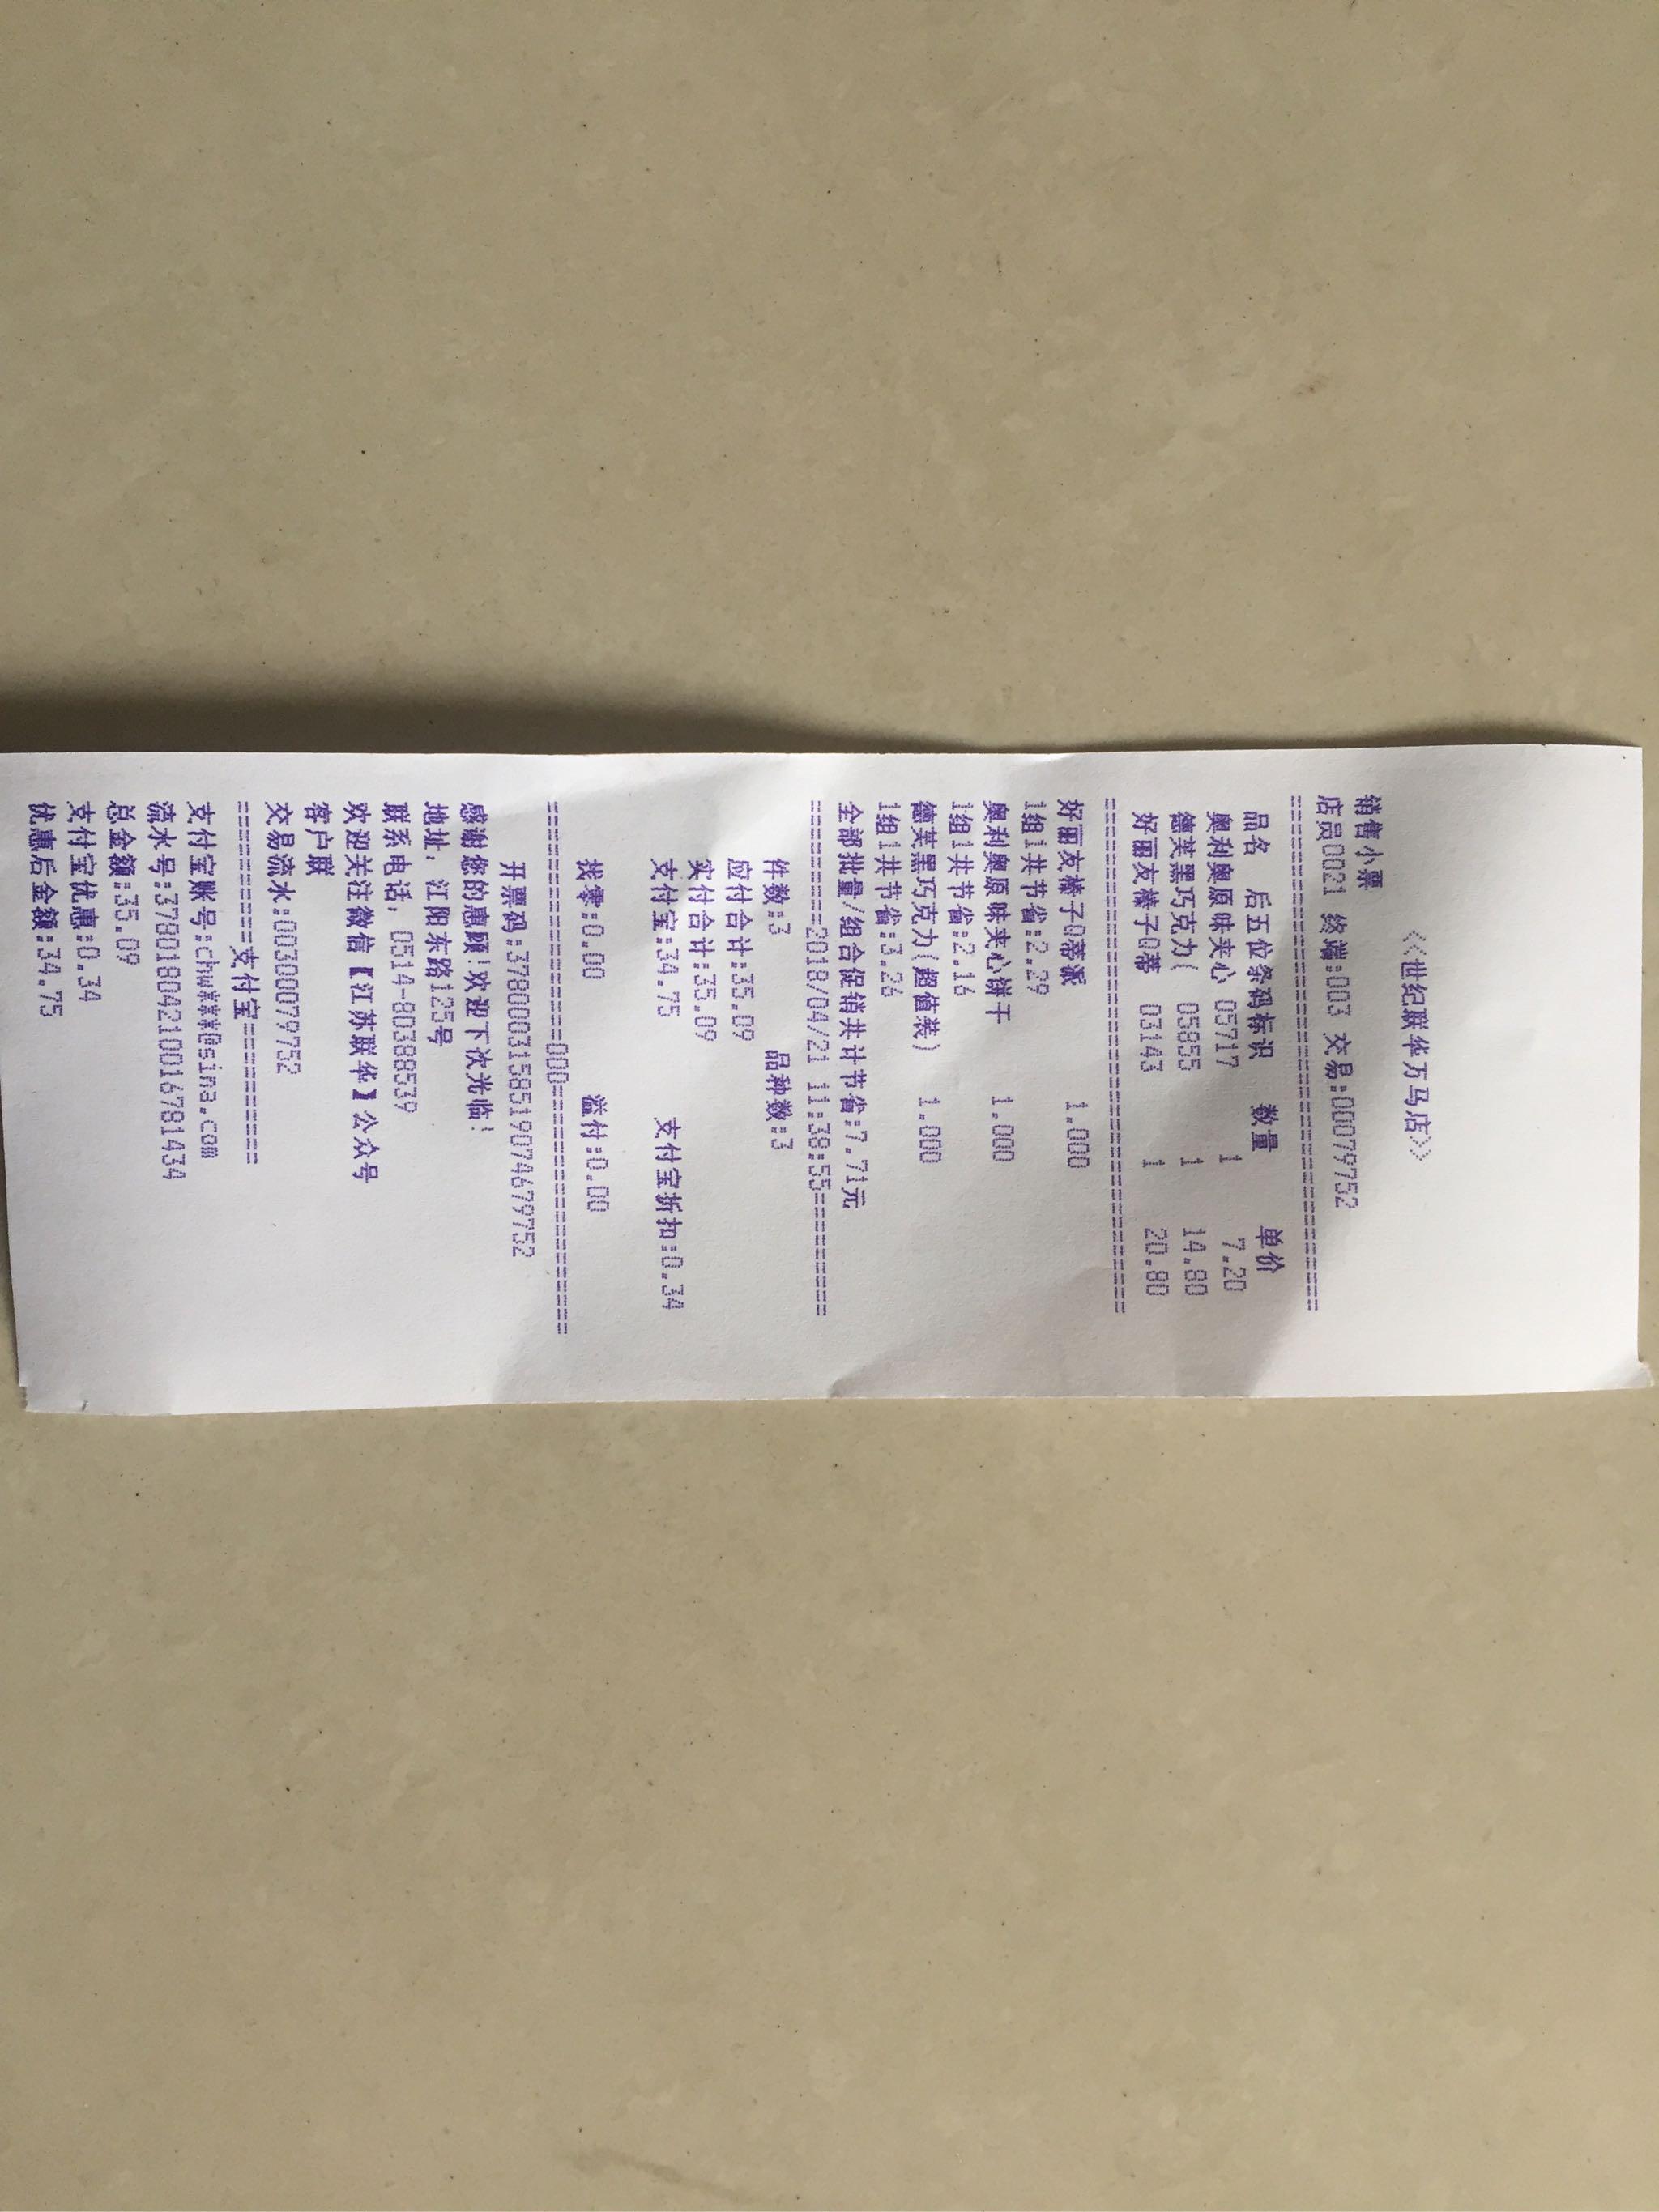 <<世纪联华万马店>>
销售小票
店员0021 终端:003 交易:00079752
================================
品名 后五位条码标识 数量 单价
奥利奥原味夹心 05717 1 7.20
德芙黑巧克力( 05855 1 14.80
好丽友榛子Q蒂 03143 1 20.80
================================
好丽友榛子Q蒂派 1.000
1组1共节省:2.29
奥利奥原味夹心饼干 1.000
1组1共节省:2.16
德芙黑巧克力(超值装) 1.000
1组1共节省:3.26
全部批量/组合促销共计节省:7.71元
========2018/04/21 11:38:55========
件数:3 品种数:3
应付合计:35.09
实付合计:35.09
支付宝:34.75 支付宝折扣:0.34
找零:0.00 溢付:0.00
===============000===============
开票码:3780003158519074679752
感谢您的惠顾!欢迎下次光临!
地址: 江阳东路125号
联系电话: 0514-80388539
欢迎关注微信【江苏联华】公众号
客户联
交易流水:00300079752
=========支付宝=========
支付宝账号:chw***@sina.com
流水号:37801804210016781434
总金额:35.09
支付宝优惠:0.34
优惠后金额:34.75